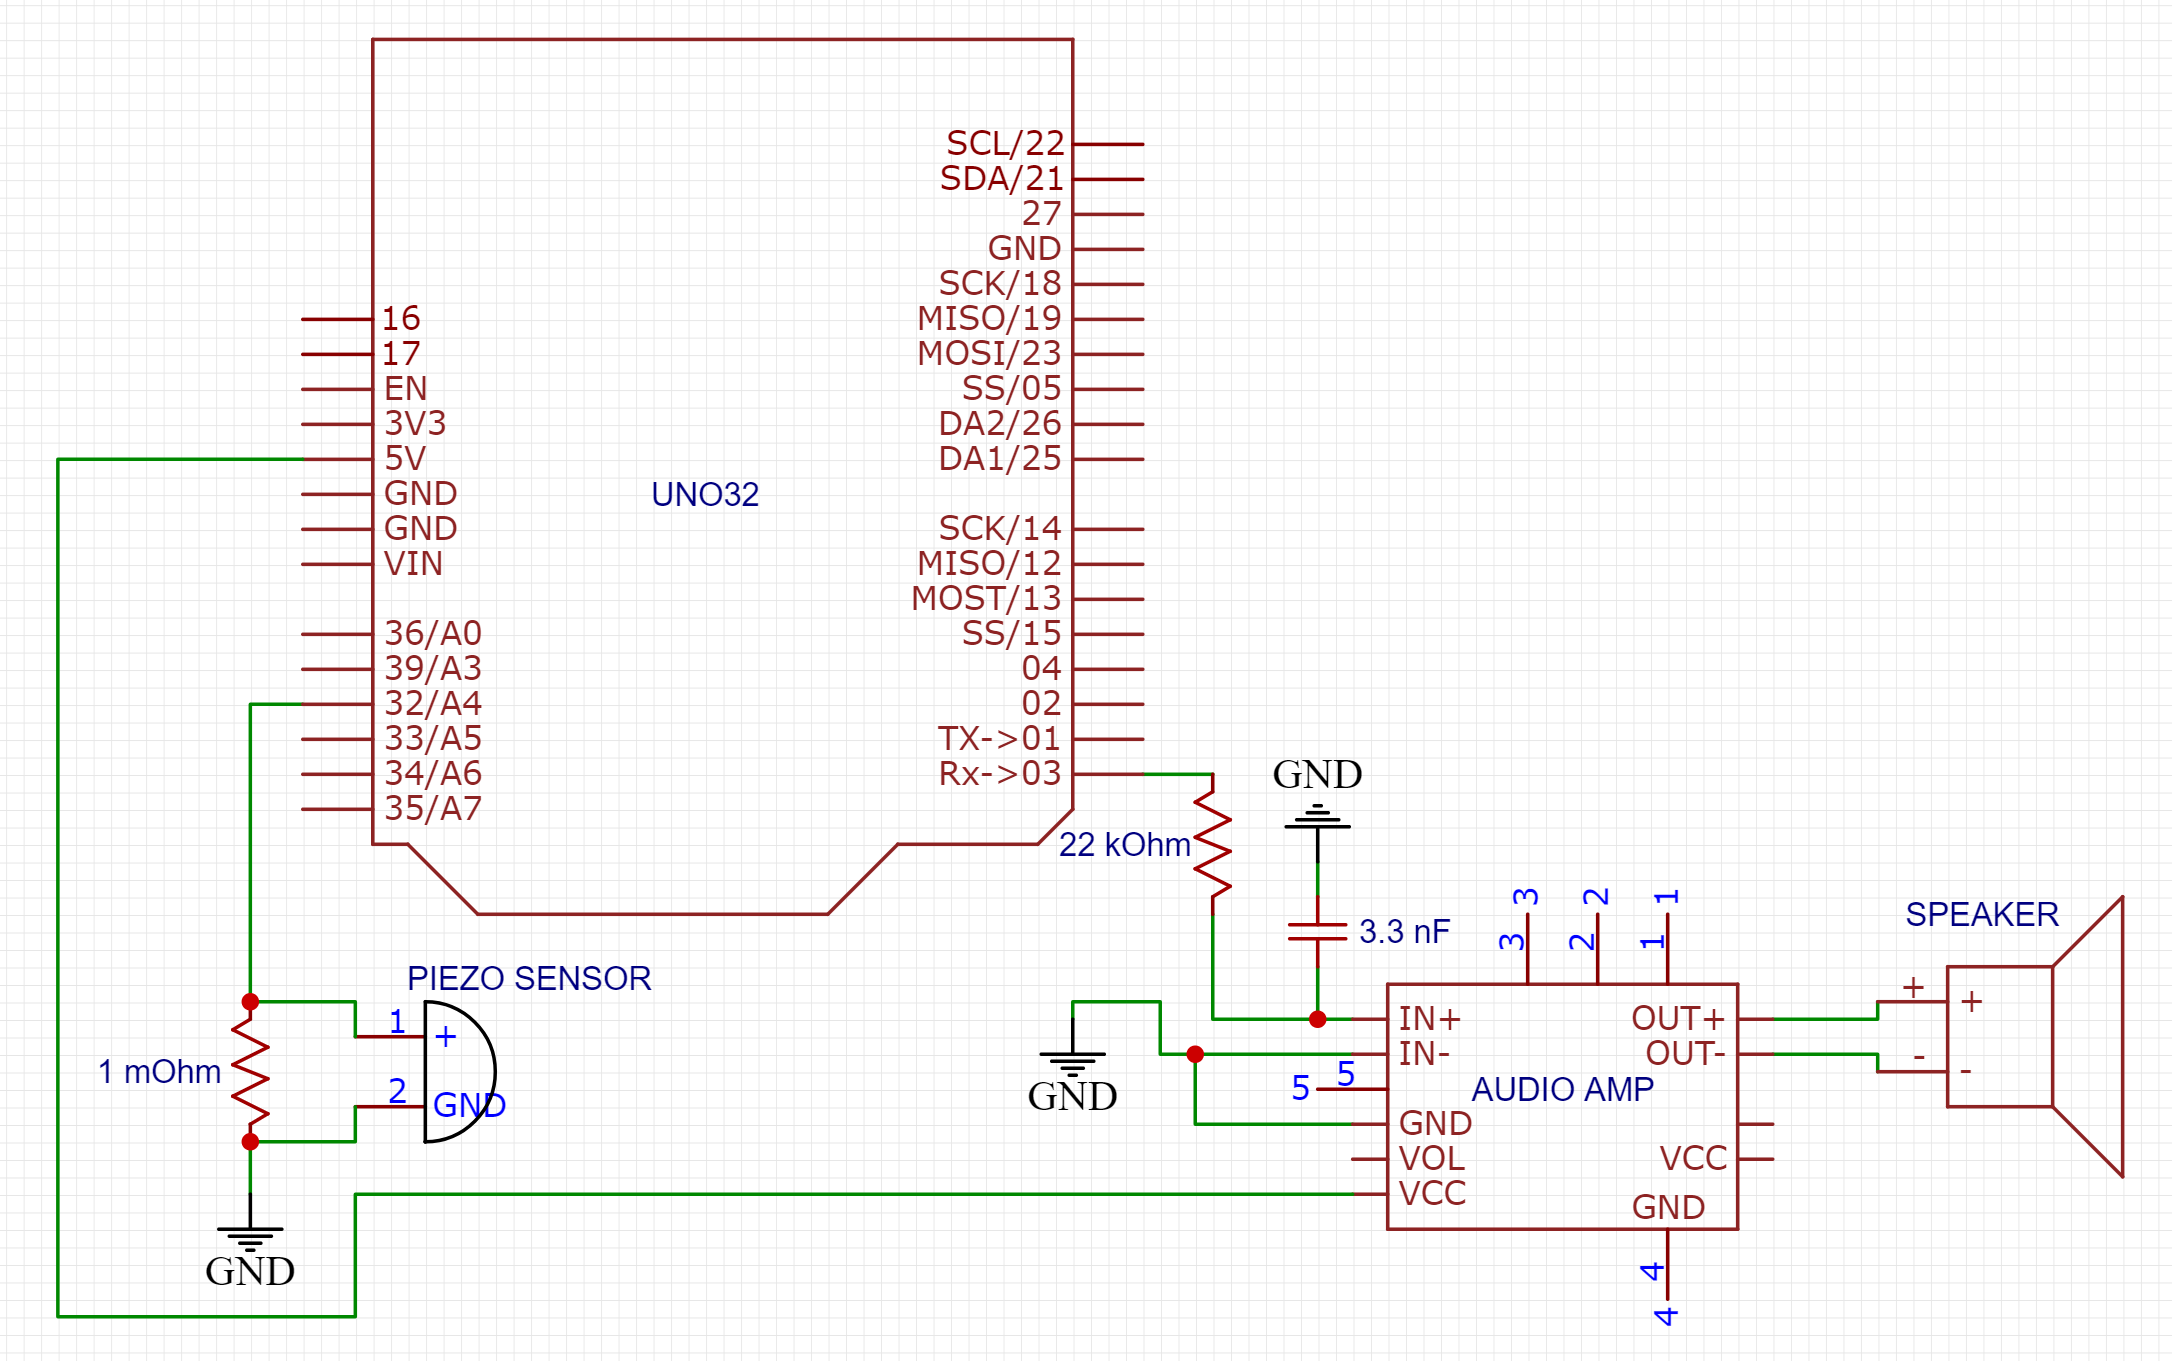 SCL/22
SDA/21
27
GND
SCK/18
16
MISO/19
17
MOSI/23
EN
SS/05
3V3
DA2/26
5V
DA1/25
GND
UNO32
GND
SCK/14
VIN
MISO/12
MOST/13
36/A0
SS/15
39/A3
04
32/A4
02
33/A5
TX->01
34/A6
Rx->03
35/A7
GND
22 kOhm
3.3 nF
3
2
1
3
2
1
SPEAKER
PIEZO SENSOR
1
+
2
GND
1 mOhm
GND
GND
IN+
IN-
5
5
GND
VOL
VCC
AUDIO AMP
OUT+
OUT-
VCC
GND
4
4
+
+
-
-